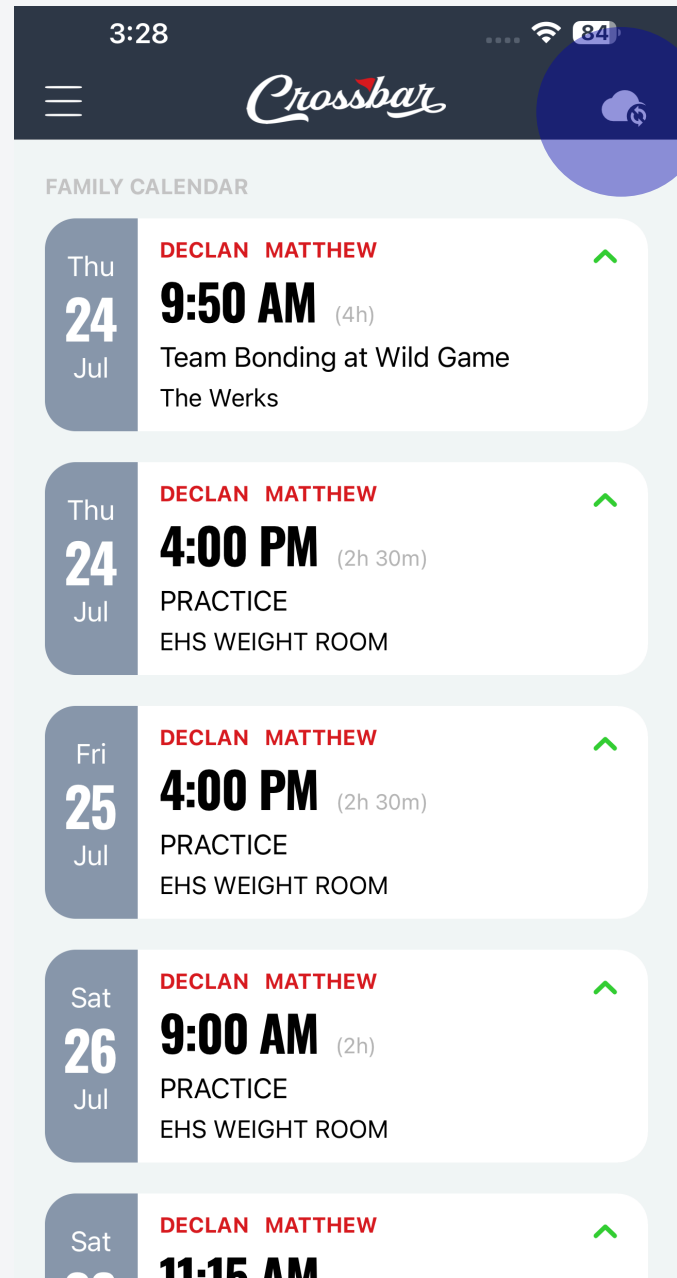 3:28 84
Crossbar
FAMILY CALENDAR
Thu
24
Jul
DECLAN MATTHEW
9:50 AM (4h)
Team Bonding at Wild Game
The Werks
Thu
24
Jul
DECLAN MATTHEW
4:00 PM (2h 30m)
PRACTICE
EHS WEIGHT ROOM
Fri
25
Jul
DECLAN MATTHEW
4:00 PM (2h 30m)
PRACTICE
EHS WEIGHT ROOM
Sat
26
Jul
DECLAN MATTHEW
9:00 AM (2h)
PRACTICE
EHS WEIGHT ROOM
Sat
DECLAN MATTHEW
11:15 AM